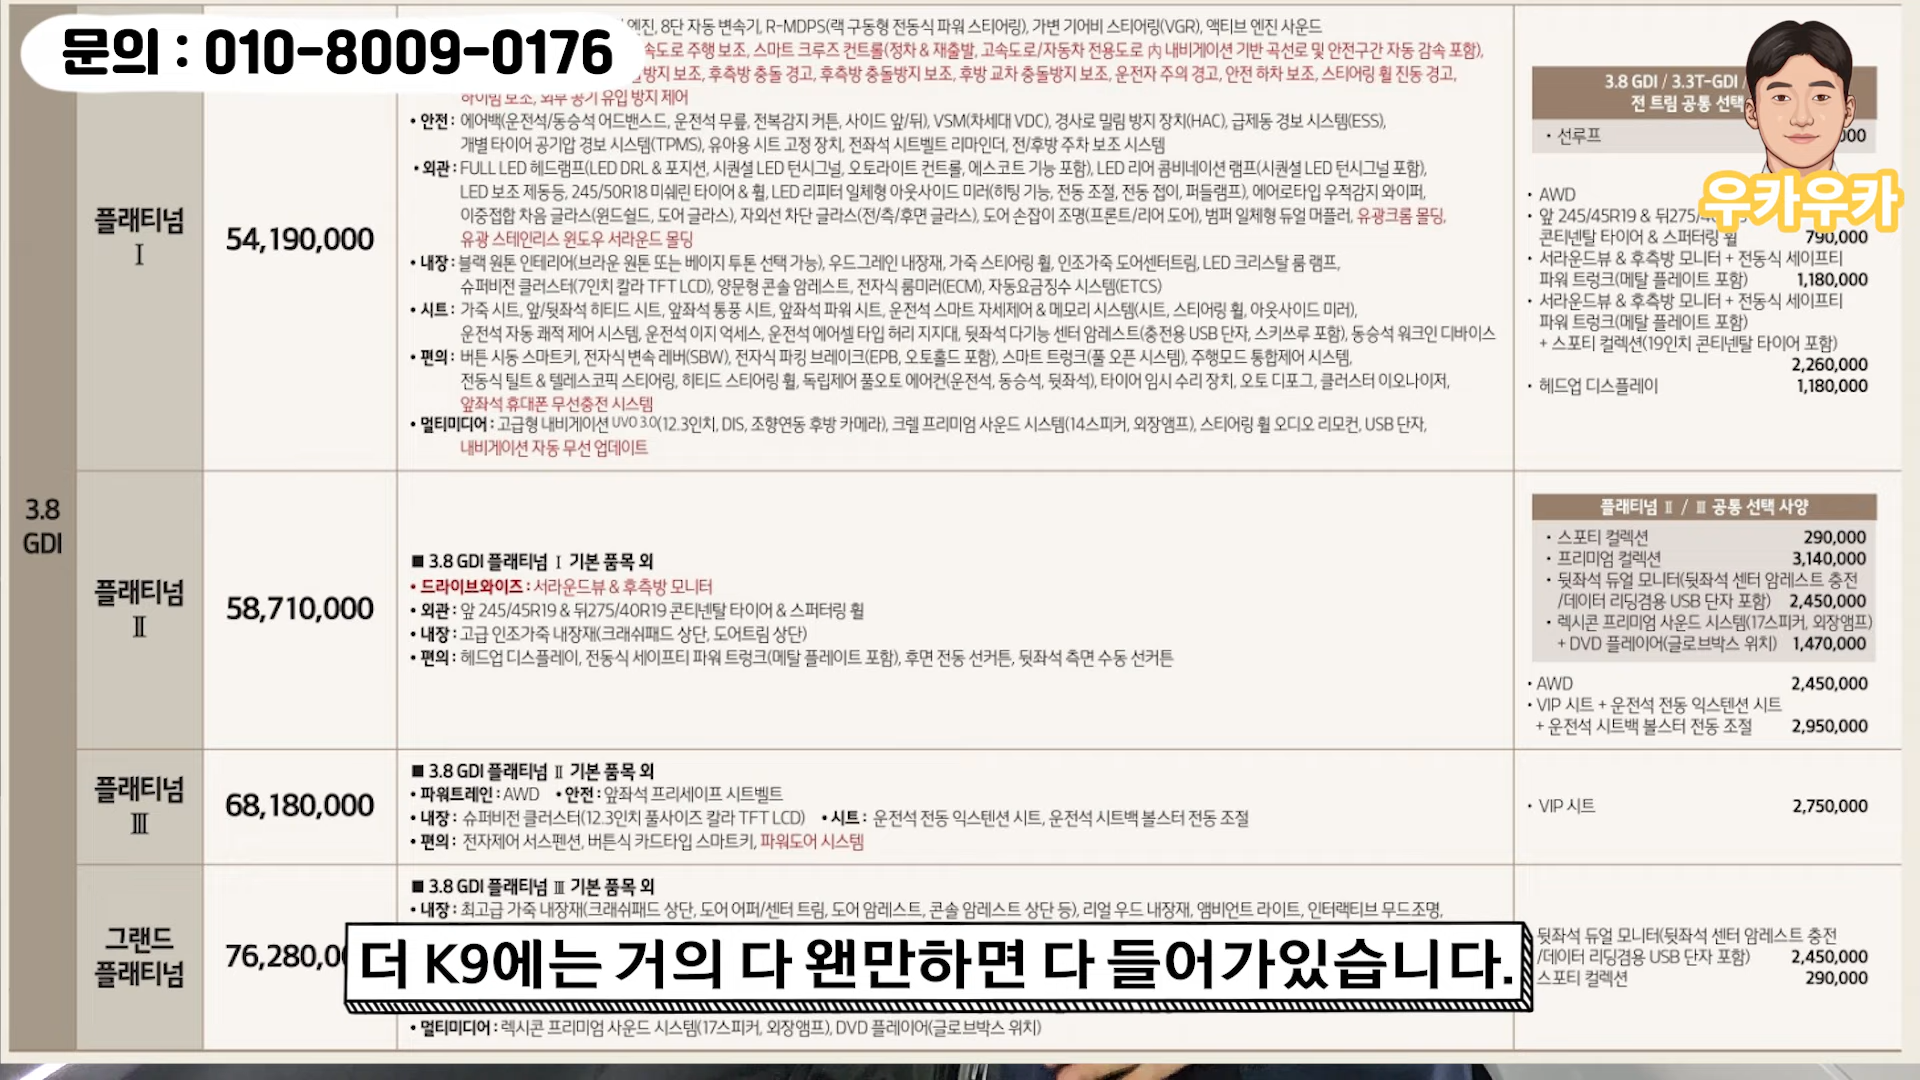 문의 : 010-8009-0176
엔진, 8단 자동 변속기, R-MDPS(랙 구동형 전동식 파워 스티어링), 가변 기어비 스티어링(VGR), 액티브 엔진 사운드
속도로 주행 보조, 스마트 크루즈 컨트롤(정차 & 재출발, 고속도로/자동차 전용도로 內 내비게이션 기반 곡선로 및 안전구간 자동 감속 포함),
방지 보조, 후측방 충돌 경고, 후측방 충돌방지 보조, 후방 교차 충돌방지 보조, 운전자 주의 경고, 안전 하차 보조, 스티어링 휠 진동 경고,
하이빔 보조, 외부 공기 유입 방지 제어
3.8 GDI
플래티넘 Ⅰ
54,190,000
• 안전 : 에어백(운전석/동승석 어드밴스드, 운전석 무릎, 전복감지 커튼, 사이드 앞/뒤), VSM(차세대 VDC), 경사로 밀림 방지 장치(HAC), 급제동 경보 시스템(ESS),
개별 타이어 공기압 경보 시스템(TPMS), 유아용 시트 고정 장치, 전좌석 시트벨트 리마인더, 전/후방 주차 보조 시스템
• 외관 : FULL LED 헤드램프(LED DRL & 포지션, 시퀀셜 LED 턴시그널, 오토라이트 컨트롤, 에스코트 기능 포함), LED 리어 콤비네이션 램프(시퀀셜 LED 턴시그널 포함),
LED 보조 제동등, 245/50R18 미쉐린 타이어 & 휠, LED 리피터 일체형 아웃사이드 미러(히팅 기능, 전동 조절, 전동 접이, 퍼들램프), 에어로타입 우적감지 와이퍼,
이중접합 차음 글라스(윈드쉴드, 도어 글라스), 자외선 차단 글라스(전/측/후면 글라스), 도어 손잡이 조명(프론트/리어 도어), 범퍼 일체형 듀얼 머플러, 유광크롬 몰딩,
유광 스테인리스 윈도우 서라운드 몰딩
• 내장 : 블랙 원톤 인테리어(브라운 원톤 또는 베이지 투톤 선택 가능), 우드그레인 내장재, 가죽 스티어링 휠, 인조가죽 도어센터트림, LED 크리스탈 룸 램프,
슈퍼비전 클러스터(7인치 칼라 TFT LCD), 양문형 콘솔 암레스트, 전자식 룸미러(ECM), 자동요금징수 시스템(ETCS)
• 시트 : 가죽 시트, 앞/뒷좌석 히티드 시트, 앞좌석 통풍 시트, 앞좌석 파워 시트, 운전석 스마트 자세제어 & 메모리 시스템(시트, 스티어링 휠, 아웃사이드 미러),
운전석 자동 쾌적 제어 시스템, 운전석 이지 억세스, 운전석 에어셀 타입 허리 지지대, 뒷좌석 다기능 센터 암레스트(충전용 USB 단자, 스키쓰루 포함), 동승석 워크인 디바이스
• 편의 : 버튼 시동 스마트키, 전자식 변속 레버(SBW), 전자식 파킹 브레이크(EPB, 오토홀드 포함), 스마트 트렁크(풀 오픈 시스템), 주행모드 통합제어 시스템,
전동식 틸트 & 텔레스코픽 스티어링, 히티드 스티어링 휠, 독립제어 풀오토 에어컨(운전석, 동승석, 뒷좌석), 타이어 임시 수리 장치, 오토 디포그, 클러스터 이오나이저,
앞좌석 휴대폰 무선충전 시스템
• 멀티미디어 : 고급형 내비게이션 UVO 3.0(12.3인치, DIS, 조향연동 후방 카메라), 크렐 프리미엄 사운드 시스템(14스피커, 외장앰프), 스티어링 휠 오디오 리모컨, USB 단자,
내비게이션 자동 무선 업데이트
3.8 GDI / 3.3T-GDI /
전 트림 공통 선택
• 선루프
• AWD
• 앞 245/45R19 & 뒤275/4
콘티넨탈 타이어 & 스퍼터링 휠 790,000
• 서라운드뷰 & 후측방 모니터 + 전동식 세이프티
파워 트렁크(메탈 플레이트 포함) 1,180,000
• 서라운드뷰 & 후측방 모니터 + 전동식 세이프티
파워 트렁크(메탈 플레이트 포함)
+ 스포티 컬렉션(19인치 콘티넨탈 타이어 포함)
2,260,000
• 헤드업 디스플레이 1,180,000
우카우카
플래티넘 Ⅱ
58,710,000
■ 3.8 GDI 플래티넘 Ⅰ 기본 품목 외
• 드라이브와이즈 : 서라운드뷰 & 후측방 모니터
• 외관 : 앞 245/45R19 & 뒤275/40R19 콘티넨탈 타이어 & 스퍼터링 휠
• 내장 : 고급 인조가죽 내장재(크래쉬패드 상단, 도어트림 상단)
• 편의 : 헤드업 디스플레이, 전동식 세이프티 파워 트렁크(메탈 플레이트 포함), 후면 전동 선커튼, 뒷좌석 측면 수동 선커튼
플래티넘 Ⅱ / Ⅲ 공통 선택 사양
• 스포티 컬렉션 290,000
• 프리미엄 컬렉션 3,140,000
• 뒷좌석 듀얼 모니터(뒷좌석 센터 암레스트 충전
/데이터 리딩겸용 USB 단자 포함) 2,450,000
• 렉시콘 프리미엄 사운드 시스템(17스피커, 외장앰프)
+ DVD 플레이어(글로브박스 위치) 1,470,000
• AWD 2,450,000
• VIP 시트 + 운전석 전동 익스텐션 시트
+ 운전석 시트백 볼스터 전동 조절 2,950,000
플래티넘 Ⅲ
68,180,000
■ 3.8 GDI 플래티넘 Ⅱ 기본 품목 외
• 파워트레인 : AWD • 안전 : 앞좌석 프리세이프 시트벨트
• 내장 : 슈퍼비전 클러스터(12.3인치 풀사이즈 칼라 TFT LCD) • 시트 : 운전석 전동 익스텐션 시트, 운전석 시트백 볼스터 전동 조절
• 편의 : 전자제어 서스펜션, 버튼식 카드타입 스마트키, 파워도어 시스템
• VIP 시트 2,750,000
그랜드 플래티넘
76,280,0
■ 3.8 GDI 플래티넘 Ⅲ 기본 품목 외
• 내장 : 최고급 가죽 내장재(크래쉬패드 상단, 도어 어퍼/센터 트림, 도어 암레스트, 콘솔 암레스트 상단 등), 리얼 우드 내장재, 앰비언트 라이트, 인터랙티브 무드조명,
더 K9에는 거의 다 왠만하면 다 들어가있습니다.
• 멀티미디어 : 렉시콘 프리미엄 사운드 시스템(17스피커, 외장앰프), DVD 플레이어(글로브박스 위치)
뒷좌석 듀얼 모니터(뒷좌석 센터 암레스트 충전
/데이터 리딩겸용 USB 단자 포함) 2,450,000
스포티 컬렉션 290,000